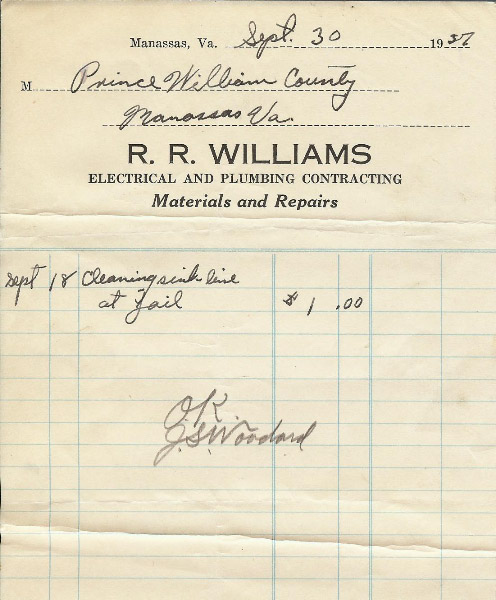 Manassas, Va. Sept. 30 1937
M Prince William County
Manassas Va.
R. R. WILLIAMS
ELECTRICAL AND PLUMBING CONTRACTING
Materials and Repairs
Sept 18 Cleaning sink line
at Jail $ 1 .00
OK
J.S. Woodard